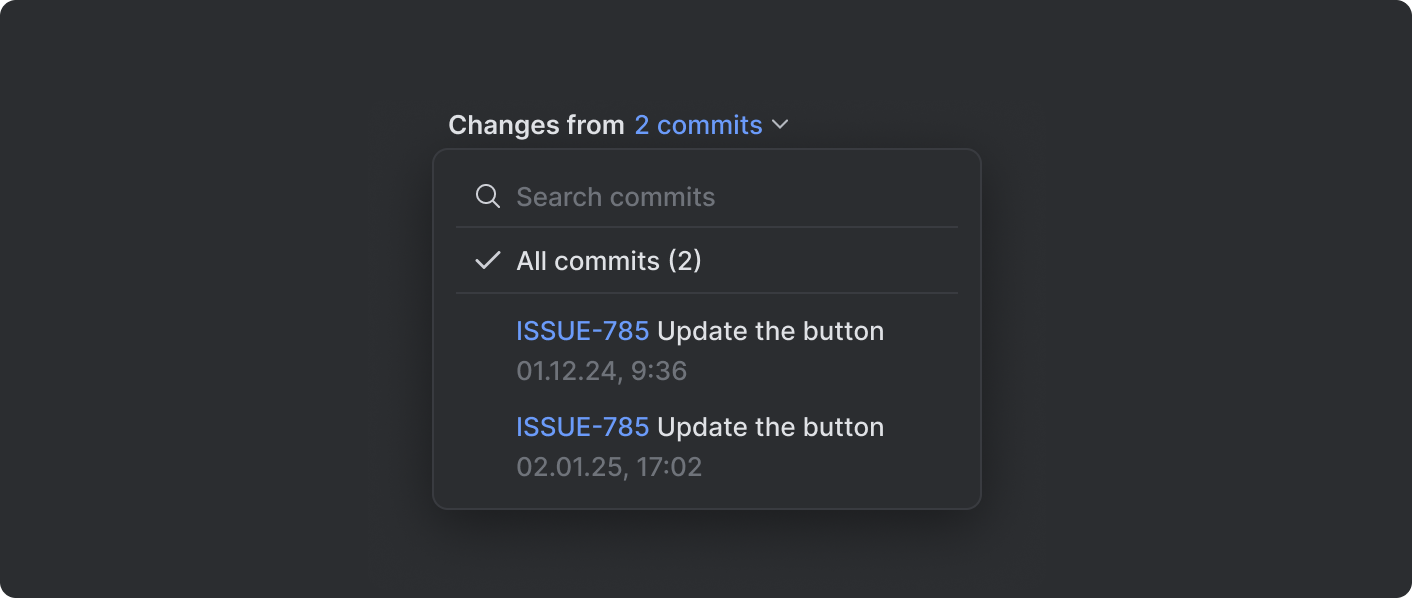 Changes from 2 commits
Search commits
All commits (2)
ISSUE-785 Update the button
01.12.24, 9:36
ISSUE-785 Update the button
02.01.25, 17:02